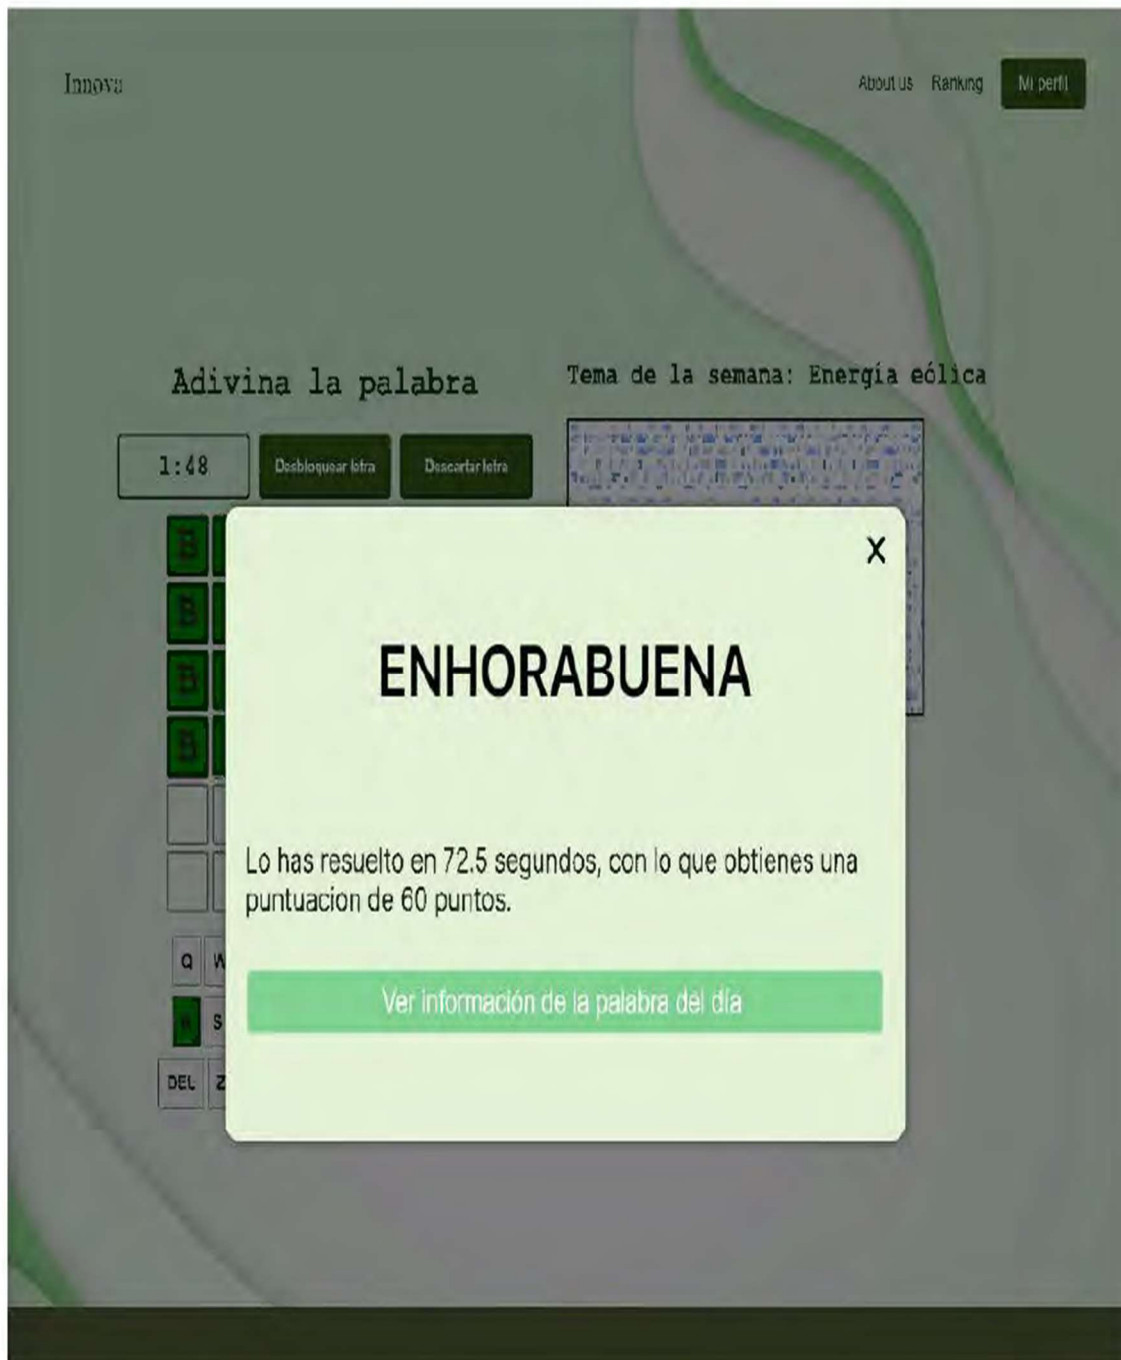 Innova
About us Ranking Mi perfil
Adivina la palabra
Tema de la semana: Energía eólica
1:48 Desbloquear letra Descartar letra
B
B
B
B
X
ENHORABUENA
Lo has resuelto en 72.5 segundos, con lo que obtienes una
puntuacion de 60 puntos.
Ver información de la palabra del día
Q W
S
DEL Z